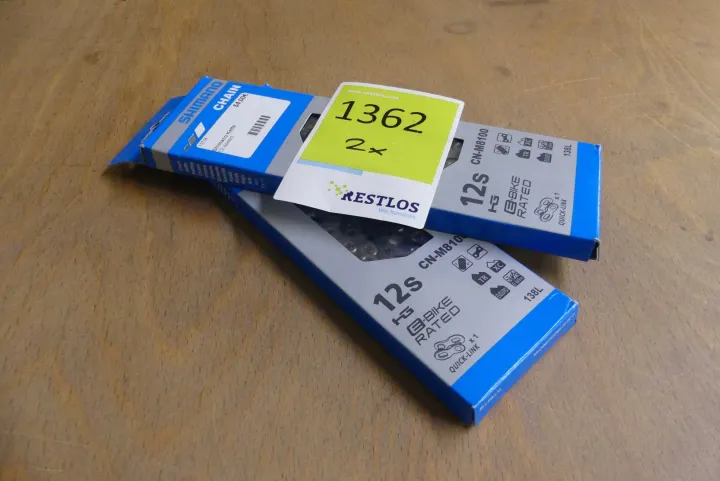 SHIMANO
CHAIN
1362
2x
RESTLOS
12s
CN-M8100
HG
E-BIKE
RATED
x1
QUICK-LINK
138L
12s
CN-M8100
HG
E-BIKE
RATED
x1
QUICK-LINK
138L